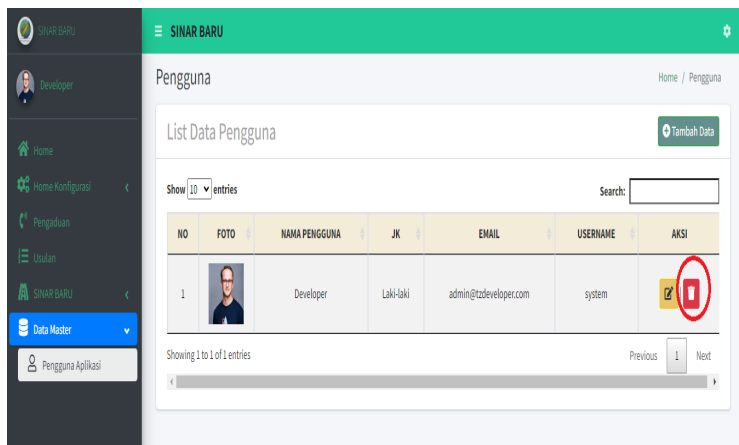 SINAR BARU
SINAR BARU
Developer
Pengguna
Home / Pengguna
Home
Home Konfigurasi
Pengaduan
Usulan
SINAR BARU
Data Master
Pengguna Aplikasi
List Data Pengguna
Tambah Data
Show 10 entries
Search:
NO FOTO NAMA PENGGUNA JK EMAIL USERNAME AKSI
1 Developer Laki-laki admin@tzdeveloper.com system
Showing 1 to 1 of 1 entries
Previous 1 Next